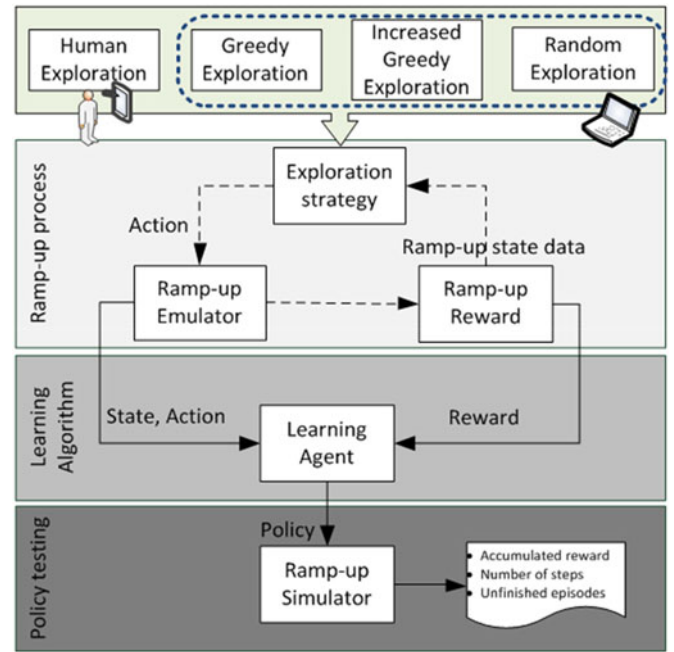 Human
Exploration
Greedy
Exploration
Increased
Greedy
Exploration
Random
Exploration
Ramp-up process
Exploration
strategy
Action
Ramp-up state data
Ramp-up
Emulator
Ramp-up
Reward
Learning
Algorithm
State, Action
Learning
Agent
Reward
Policy testing
Policy
Ramp-up
Simulator
• Accumulated reward
• Number of steps
• Unfinished episodes